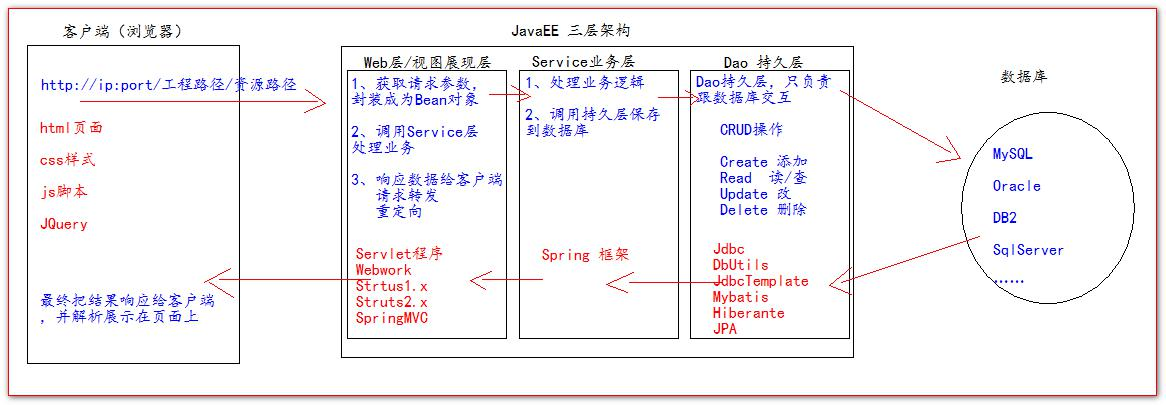 客户端（浏览器）
http://ip:port/工程路径/资源路径
html页面
css样式
js脚本
JQuery
最终把结果响应给客户端
，并解析展示在页面上
JavaEE 三层架构
Web层/视图展现层
1、获取请求参数，
封装成为Bean对象
2、调用Service层
处理业务
3、响应数据给客户端
请求转发
重定向
Servlet程序
Webwork
Strtus1.x
Struts2.x
SpringMVC
Service业务层
1、处理业务逻辑
2、调用持久层保存
到数据库
Spring 框架
Dao 持久层
Dao持久层，只负责
跟数据库交互
CRUD操作
Create 添加
Read 读/查
Update 改
Delete 删除
Jdbc
DbUtils
JdbcTemplate
Mybatis
Hiberante
JPA
数据库
MySQL
Oracle
DB2
SqlServer
......